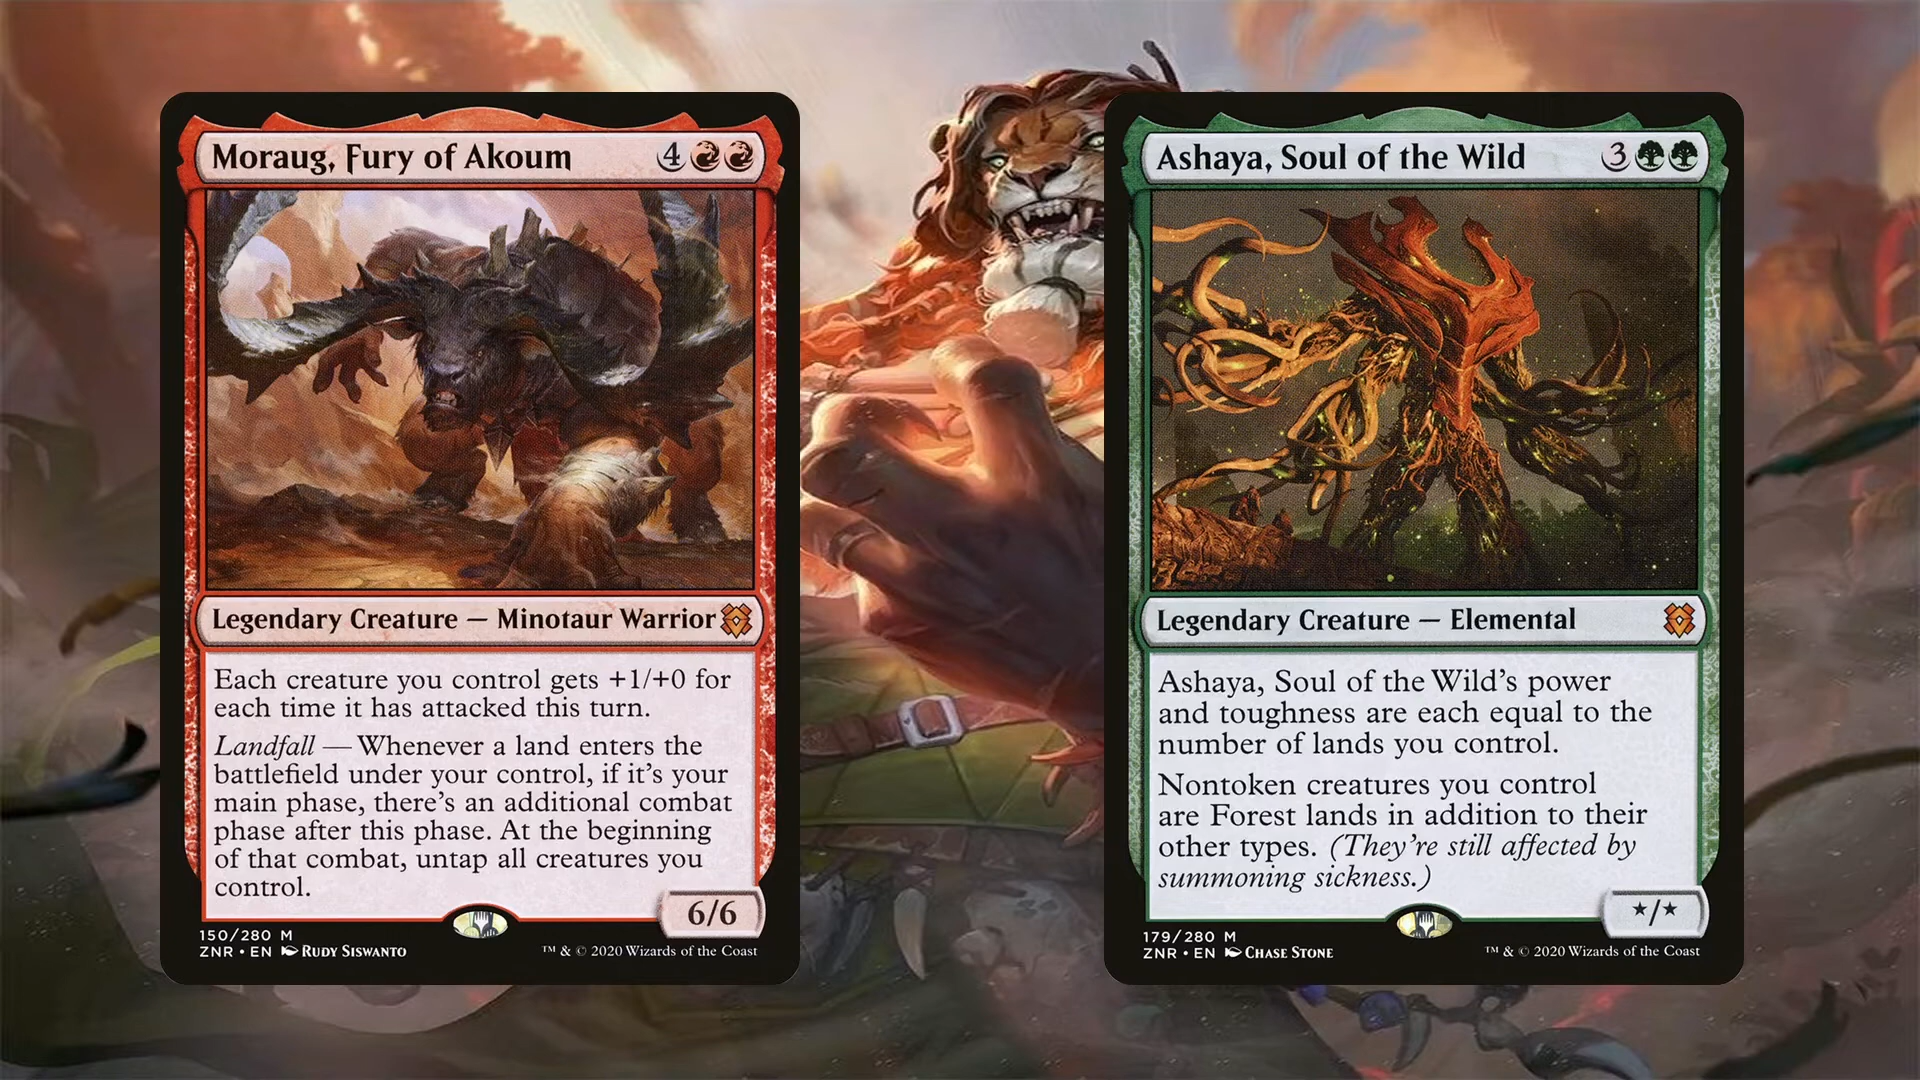 Moraug, Fury of Akoum 4
Legendary Creature — Minotaur Warrior
Each creature you control gets +1/+0 for
each time it has attacked this turn.
Landfall — Whenever a land enters the
battlefield under your control, if it's your
main phase, there's an additional combat
phase after this phase. At the beginning
of that combat, untap all creatures you
control.
6/6
150/280 M
ZNR • EN Rudy Siswanto
™ & © 2020 Wizards of the Coast
Ashaya, Soul of the Wild 3
Legendary Creature — Elemental
Ashaya, Soul of the Wild's power
and toughness are each equal to the
number of lands you control.
Nontoken creatures you control
are Forest lands in addition to their
other types. (They're still affected by
summoning sickness.)
★/★
179/280 M
ZNR • EN Chase Stone
™ & © 2020 Wizards of the Coast